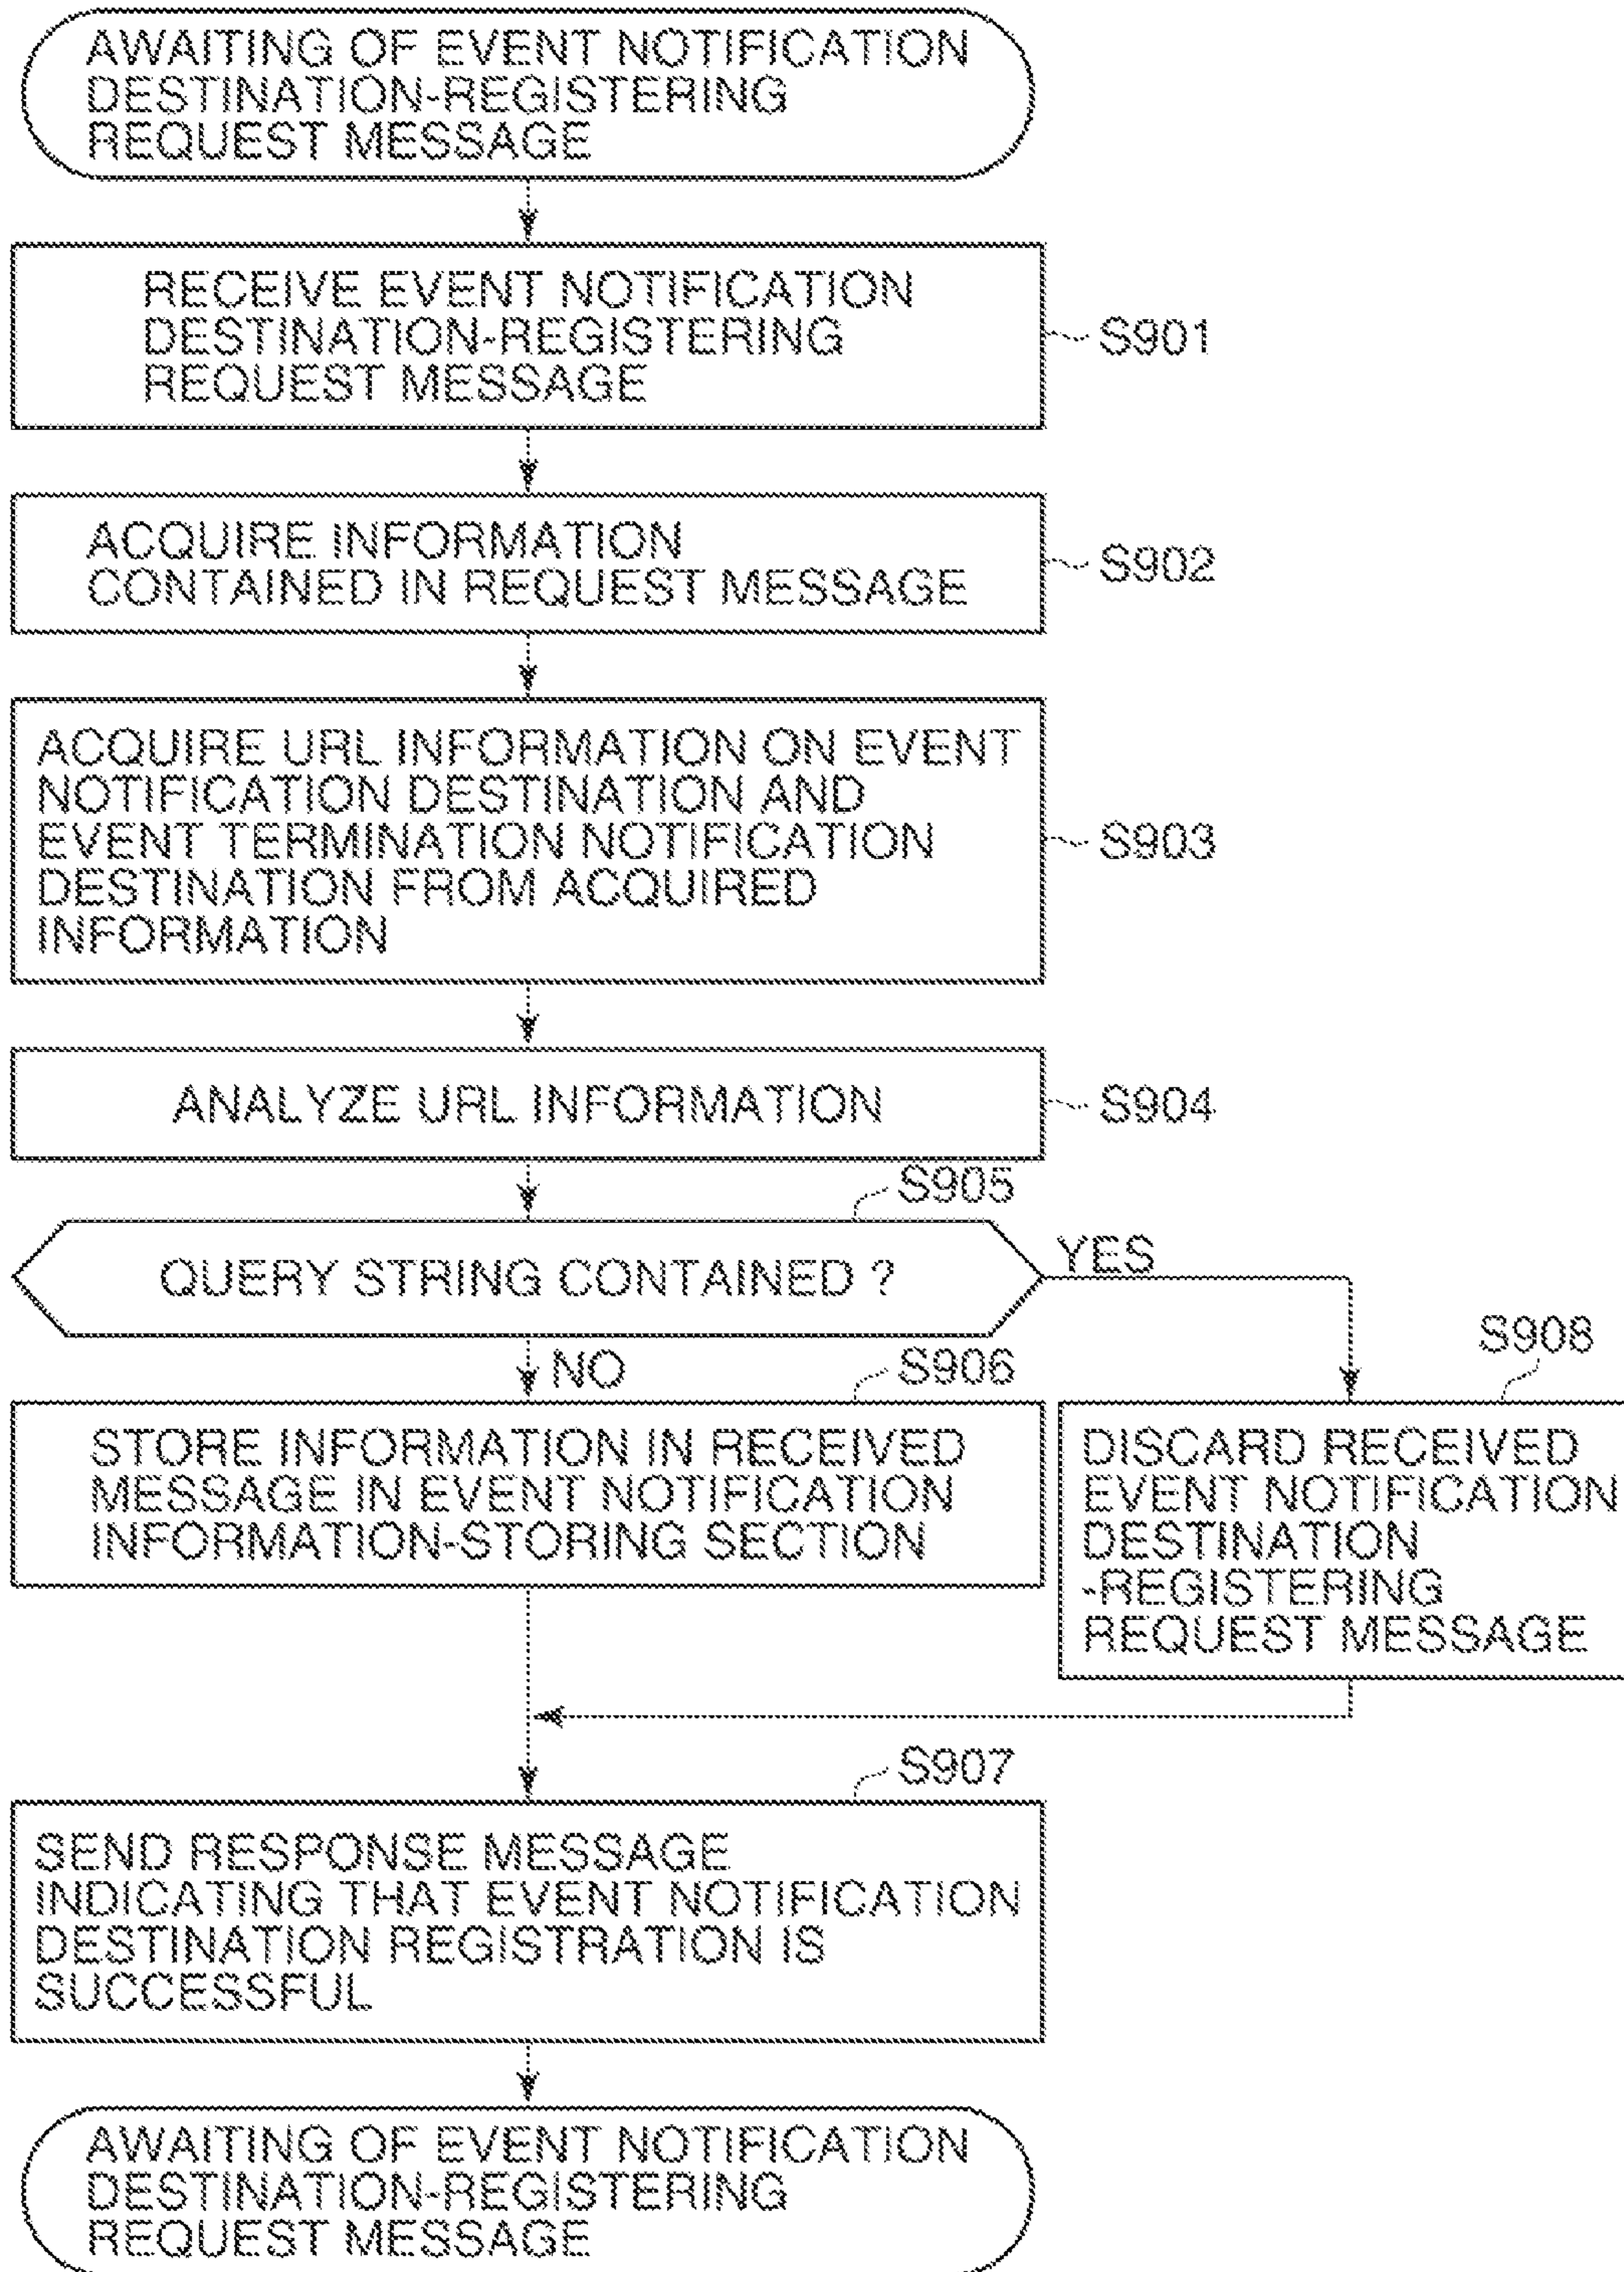 AWAITING OF EVENT NOTIFICATION
DESTINATION-REGISTERING
REQUEST MESSAGE
RECEIVE EVENT NOTIFICATION
DESTINATION-REGISTERING
REQUEST MESSAGE
S901
ACQUIRE INFORMATION
CONTAINED IN REQUEST MESSAGE
S902
ACQUIRE URL INFORMATION ON EVENT
NOTIFICATION DESTINATION AND
EVENT TERMINATION NOTIFICATION
DESTINATION FROM ACQUIRED
INFORMATION
S903
ANALYZE URL INFORMATION
S904
S905
QUERY STRING CONTAINED ?
YES
NO
S906
STORE INFORMATION IN RECEIVED
MESSAGE IN EVENT NOTIFICATION
INFORMATION-STORING SECTION
S908
DISCARD RECEIVED
EVENT NOTIFICATION
DESTINATION
-REGISTERING
REQUEST MESSAGE
S907
SEND RESPONSE MESSAGE
INDICATING THAT EVENT NOTIFICATION
DESTINATION REGISTRATION IS
SUCCESSFUL
AWAITING OF EVENT NOTIFICATION
DESTINATION-REGISTERING
REQUEST MESSAGE